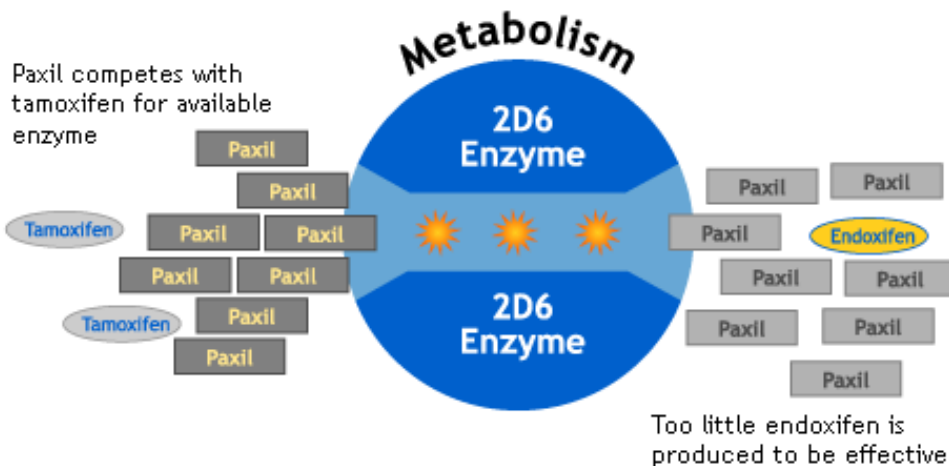 Metabolism
Paxil competes with
tamoxifen for available
enzyme
2D6
Enzyme
Paxil
Paxil
Paxil
Paxil
Paxil
Tamoxifen
Paxil
Paxil
Paxil
Endoxifen
Paxil
Paxil
Paxil
Paxil
Tamoxifen
Paxil
Paxil
Paxil
2D6
Enzyme
Paxil
Paxil
Too little endoxifen is
produced to be effective